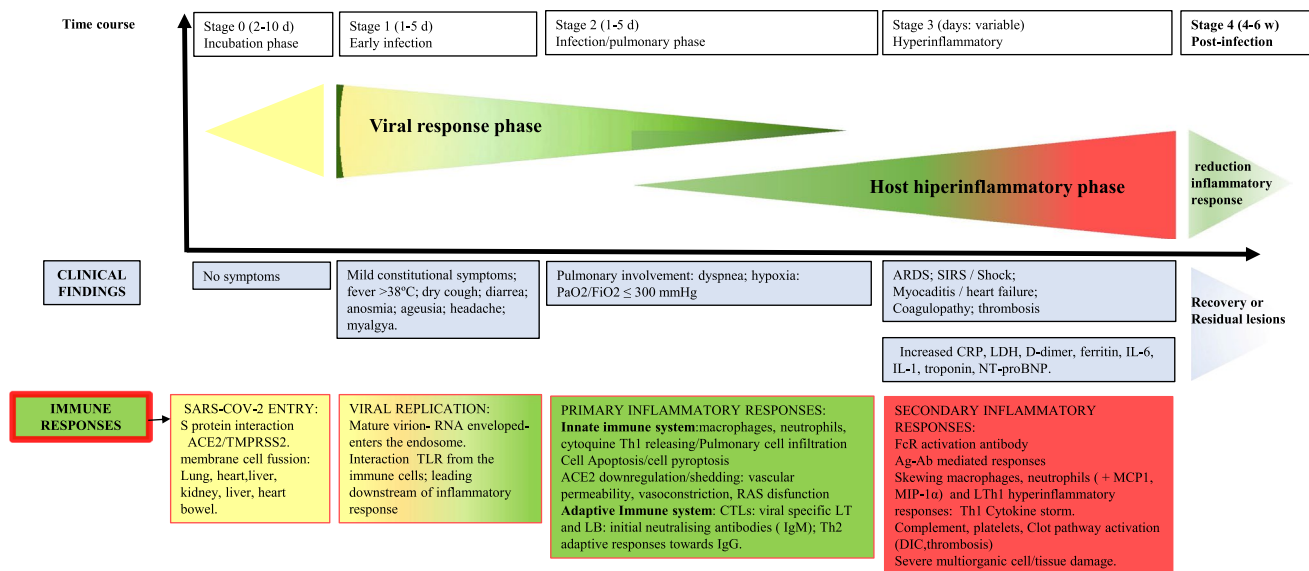 Time course
Stage 0 (2-10 d)
Incubation phase
Stage 1 (1-5 d)
Early infection
Stage 2 (1-5 d)
Infection/pulmonary phase
Stage 3 (days: variable)
Hyperinflammatory
Stage 4 (4-6 w)
Post-infection
Viral response phase
Host hiperinflammatory phase
reduction
inflammatory
response
CLINICAL
FINDINGS
No symptoms
Mild constitutional symptoms;
fever >38ºC; dry cough; diarrea;
anosmia; ageusia; headache;
myalgya.
Pulmonary involvement: dyspnea; hypoxia:
PaO2/FiO2 ≤ 300 mmHg
ARDS; SIRS / Shock;
Myocaditis / heart failure;
Coagulopathy; thrombosis
Increased CRP, LDH, D-dimer, ferritin, IL-6,
IL-1, troponin, NT-proBNP.
Recovery or
Residual lesions
IMMUNE
RESPONSES
SARS-COV-2 ENTRY:
S protein interaction
ACE2/TMPRSS2.
membrane cell fussion:
Lung, heart,liver,
kidney, liver, heart
bowel.
VIRAL REPLICATION:
Mature virion- RNA enveloped-
enters the endosome.
Interaction TLR from the
immune cells; leading
downstream of inflammatory
response
PRIMARY INFLAMMATORY RESPONSES:
Innate immune system:macrophages, neutrophils,
cytoquine Th1 releasing/Pulmonary cell infiltration
Cell Apoptosis/cell pyroptosis
ACE2 downregulation/shedding: vascular
permeability, vasoconstriction, RAS disfunction
Adaptive Immune system: CTLs: viral specific LT
and LB: initial neutralising antibodies ( IgM); Th2
adaptive responses towards IgG.
SECONDARY INFLAMMATORY
RESPONSES:
FcR activation antibody
Ag-Ab mediated responses
Skewing macrophages, neutrophils ( + MCP1,
MIP-1α) and LTh1 hyperinflammatory
responses: Th1 Cytokine storm.
Complement, platelets, Clot pathway activation
(DIC,thrombosis)
Severe multiorganic cell/tissue damage.